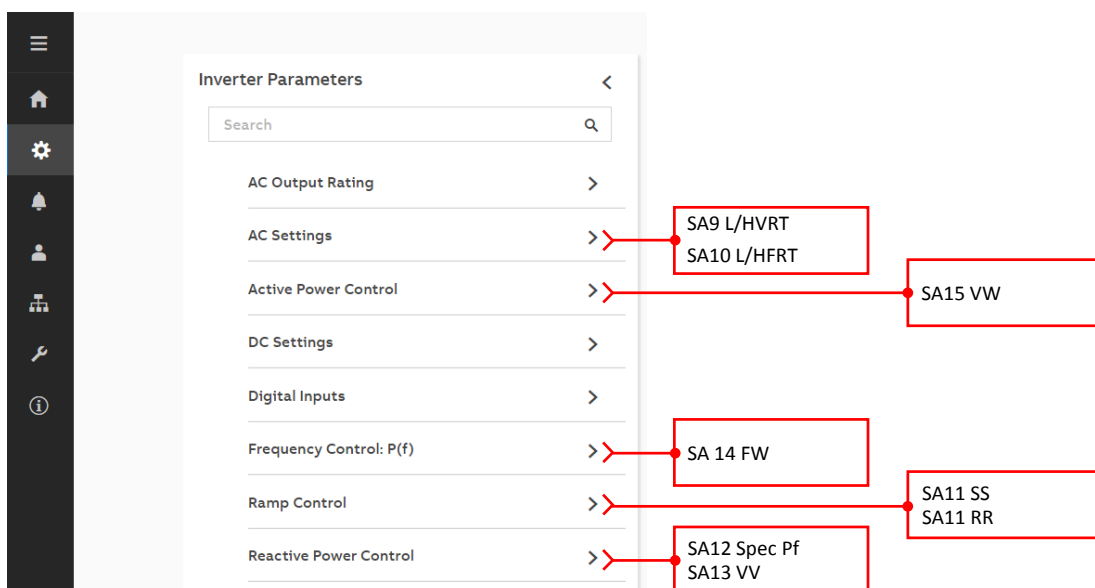 Inverter Parameters
Search
AC Output Rating
AC Settings
SA9 L/HVRT
SA10 L/HFRT
Active Power Control
SA15 VW
DC Settings
Digital Inputs
Frequency Control: P(f)
SA 14 FW
Ramp Control
SA11 SS
SA11 RR
Reactive Power Control
SA12 Spec Pf
SA13 VV